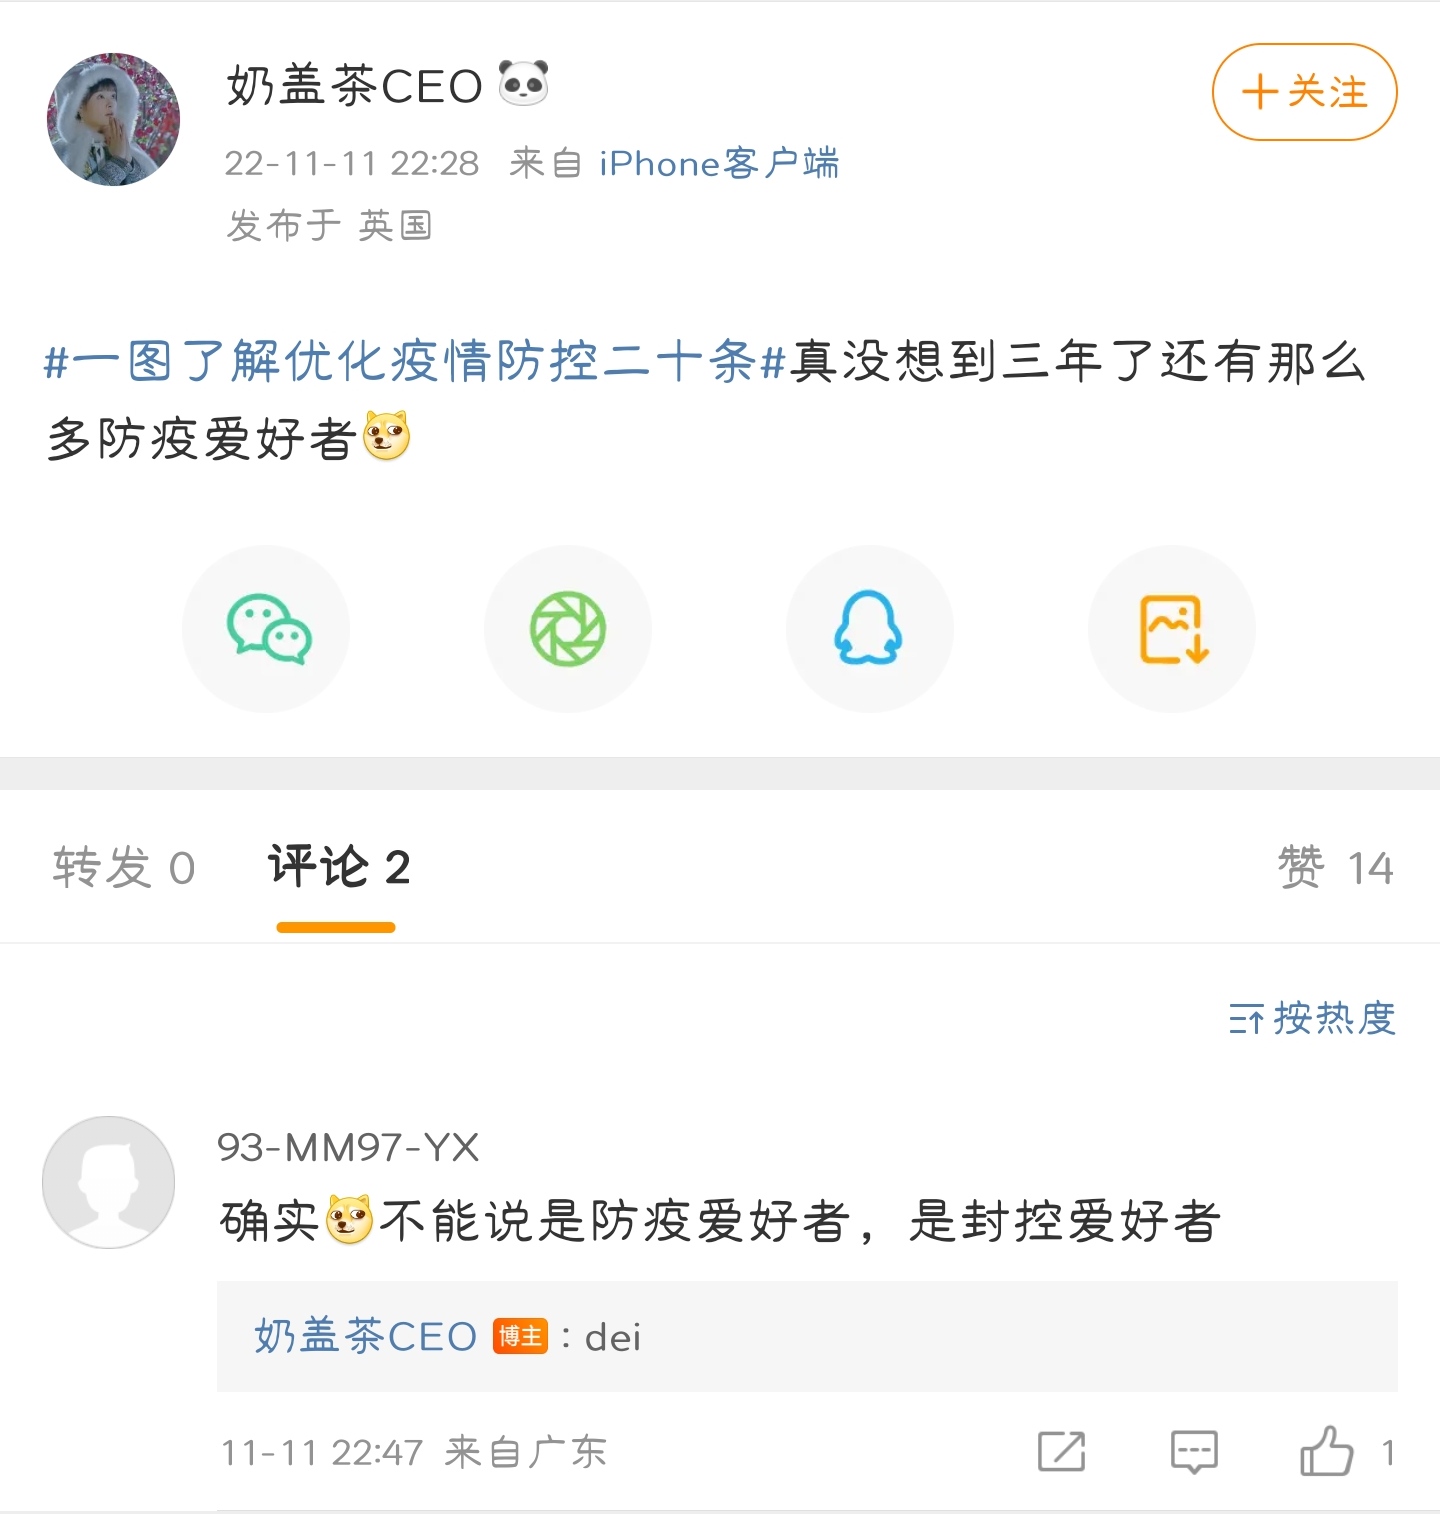 奶盖茶CEO🐼
+关注
22-11-11 22:28 来自 iPhone客户端
发布于 英国
#一图了解优化疫情防控二十条#真没想到三年了还有那么
多防疫爱好者
转发 0 评论 2 赞 14
按热度
93-MM97-YX
确实不能说是防疫爱好者，是封控爱好者
奶盖茶CEO 博主：dei
11-11 22:47 来自广东 1